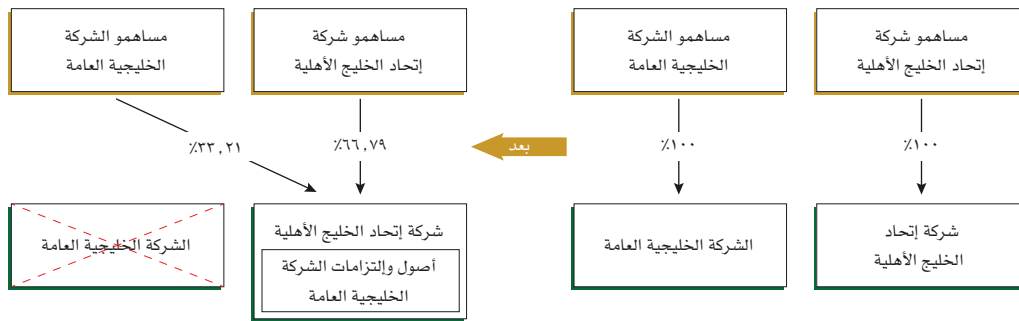 مساهمو شركة
إتحاد الخليج الأهلية
مساهمو الشركة
الخليجية العامة
٪١٠٠
٪١٠٠
شركة إتحاد
الخليج الأهلية
الشركة الخليجية العامة
بعد
مساهمو شركة
إتحاد الخليج الأهلية
مساهمو الشركة
الخليجية العامة
٪٦٦,٧٩
٪٣٣,٢١
شركة إتحاد الخليج الأهلية
أصول وإلتزامات الشركة
الخليجية العامة
الشركة الخليجية العامة